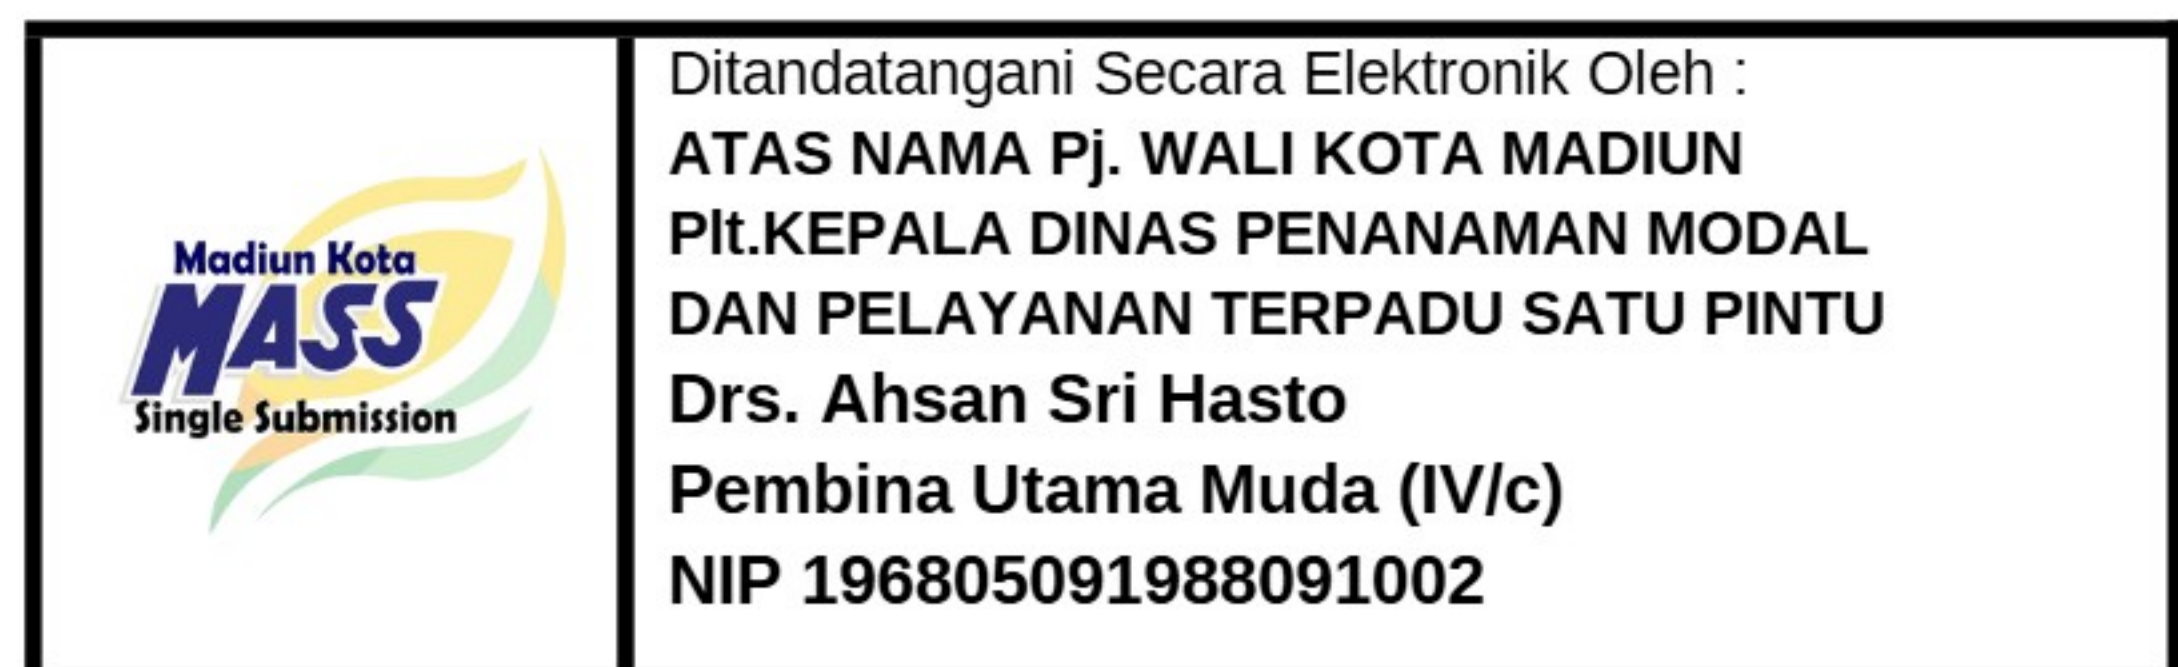 Madiun Kota
MASS
Single Submission
Ditandatangani Secara Elektronik Oleh :
ATAS NAMA Pj. WALI KOTA MADIUN
Plt.KEPALA DINAS PENANAMAN MODAL
DAN PELAYANAN TERPADU SATU PINTU
Drs. Ahsan Sri Hasto
Pembina Utama Muda (IV/c)
NIP 196805091988091002